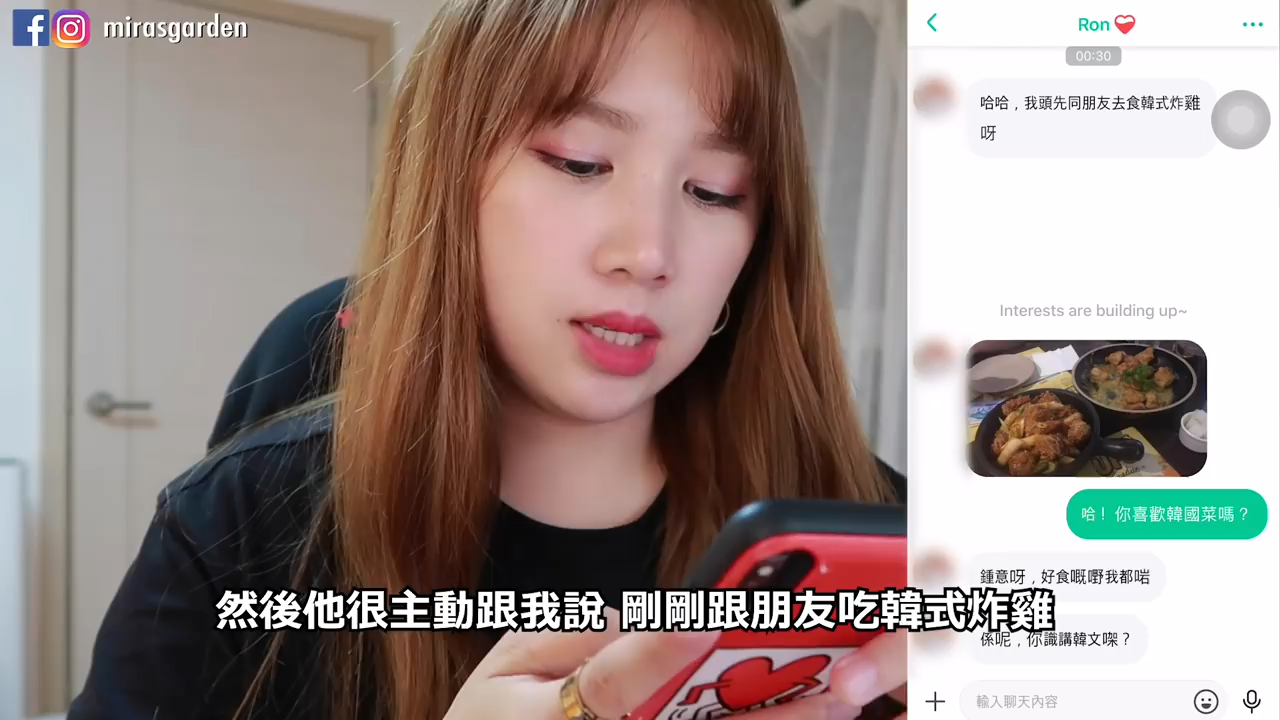 mirasgarden
Ron
00:30
哈哈，我頭先同朋友去食韓式炸雞
呀
Interests are building up~
哈！你喜歡韓國菜嗎？
鍾意呀，好食嘅嘢我都啱
然後他很主動跟我說 剛剛跟朋友吃韓式炸雞
係呢，你識講韓文㗎？
輸入聊天內容